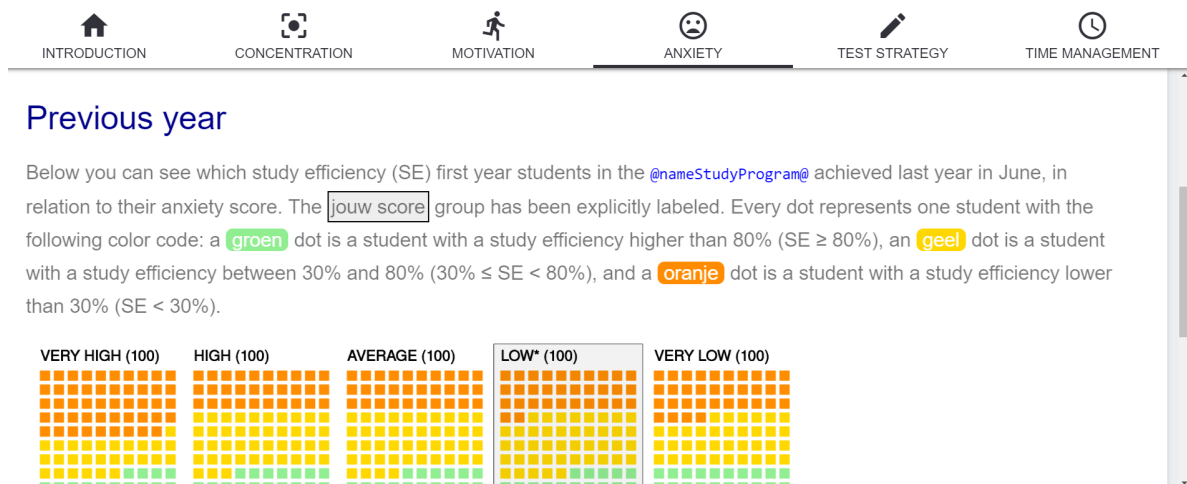 INTRODUCTION CONCENTRATION MOTIVATION ANXIETY TEST STRATEGY TIME MANAGEMENT
Previous year
Below you can see which study efficiency (SE) first year students in the @nameStudyProgram@ achieved last year in June, in
relation to their anxiety score. The jouw score group has been explicitly labeled. Every dot represents one student with the
following color code: a groen dot is a student with a study efficiency higher than 80% (SE ≥ 80%), an geel dot is a student
with a study efficiency between 30% and 80% (30% ≤ SE < 80%), and a oranje dot is a student with a study efficiency lower
than 30% (SE < 30%).
VERY HIGH (100) HIGH (100) AVERAGE (100) LOW* (100) VERY LOW (100)